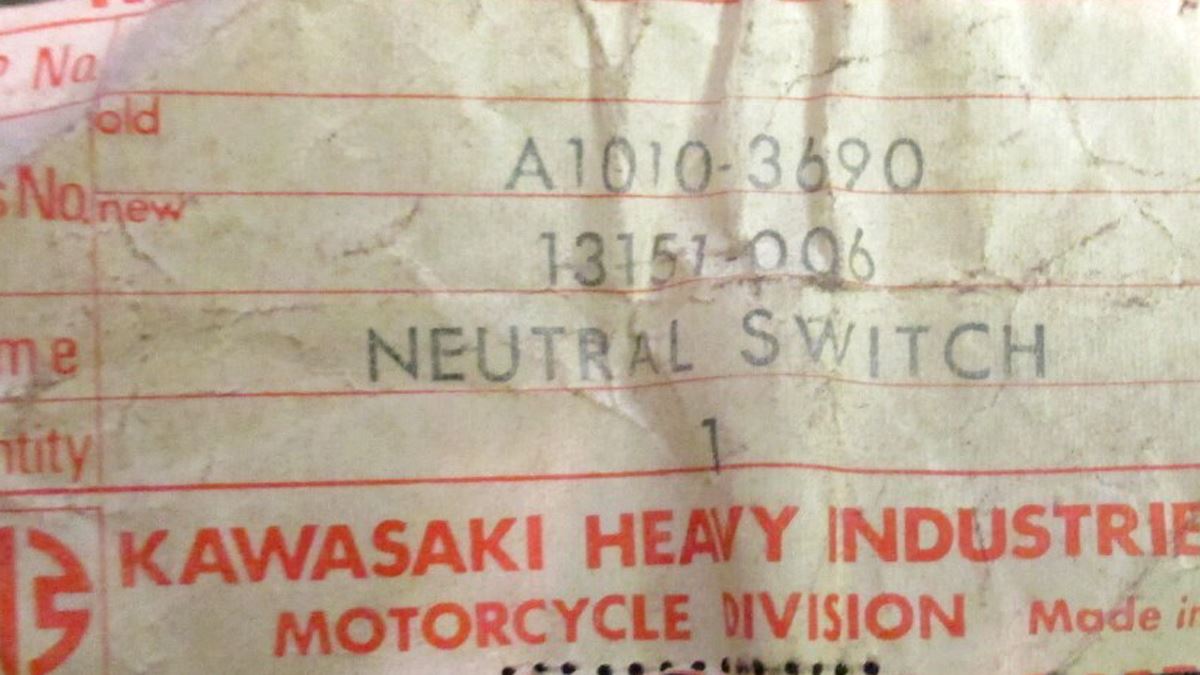 P. No.
old A1010-3690
s No. new 13151-006
me NEUTRAL SWITCH
ntity 1
KAWASAKI HEAVY INDUSTRIE
MOTORCYCLE DIVISION Made in